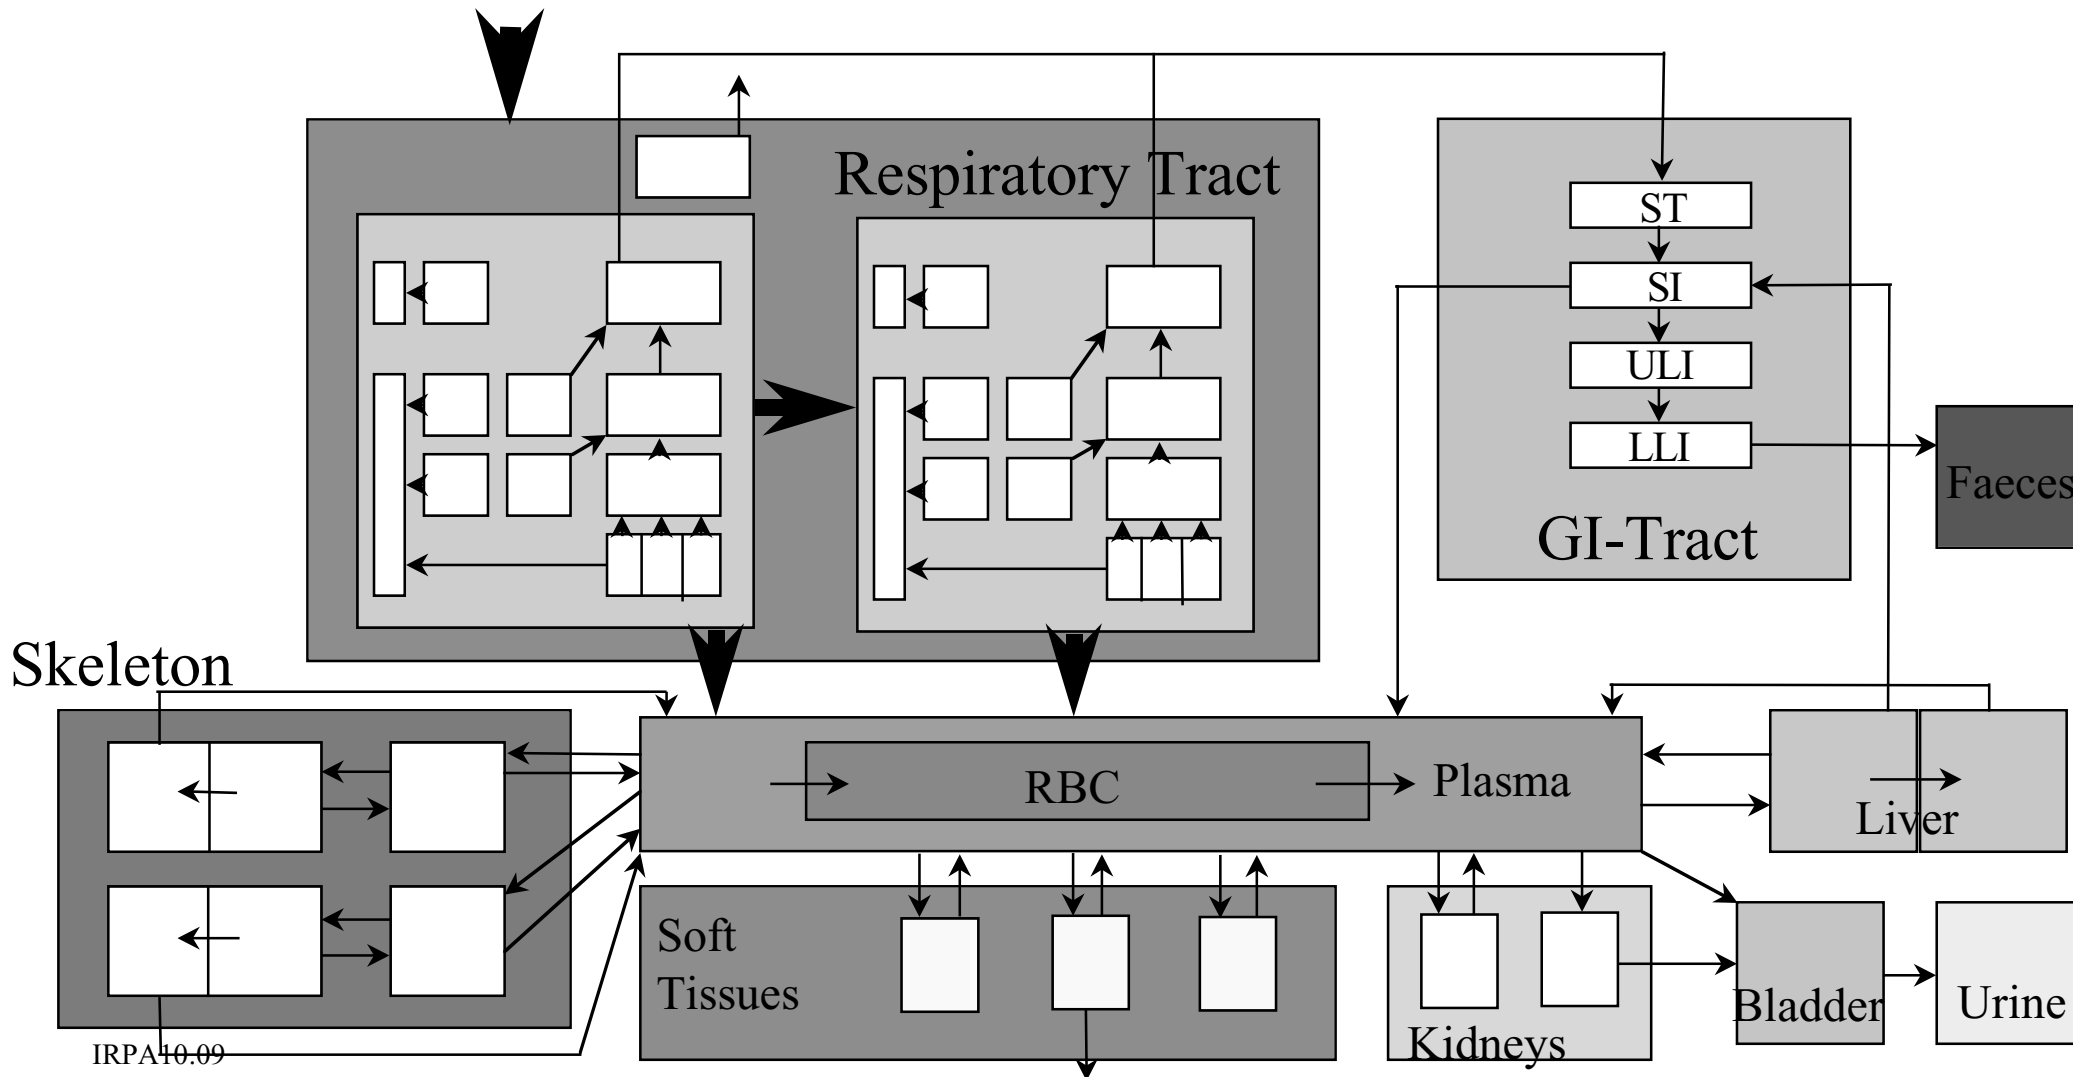 Respiratory Tract
ST
SI
ULI
LLI
GI-Tract
Faeces
Skeleton
RBC
Plasma
Liver
Soft
Tissues
Kidneys
Bladder
Urine
IRPA10.09